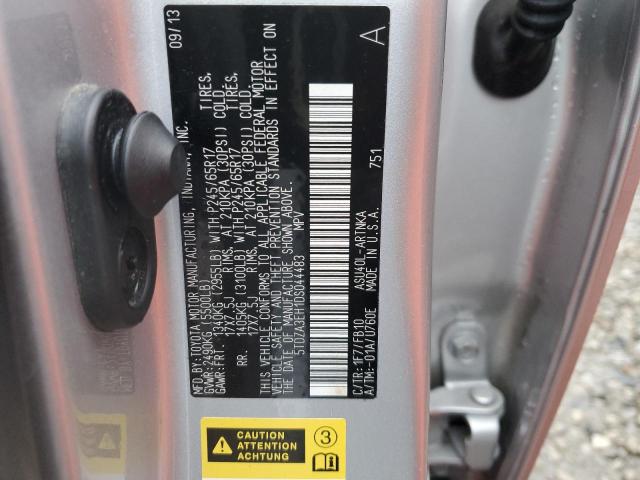 MFD.BY:TOYOTA MOTOR MANUFACTURING, INDIANA, INC. 09/13
GVWR:2490KG (5500LB)
GAWR:FRT. 1340KG (2955LB) WITH P245/65R17 TIRES,
17X7.5J RIMS, AT 210KPA (30PSI) COLD.
RR. 1405KG (3100LB) WITH P245/65R17 TIRES,
17X7.5J RIMS, AT 210KPA (30PSI) COLD.
THIS VEHICLE CONFORMS TO ALL APPLICABLE FEDERAL MOTOR
VEHICLE SAFETY AND THEFT PREVENTION STANDARDS IN EFFECT ON
THE DATE OF MANUFACTURE SHOWN ABOVE.
5TDZA3EH1DS044483 MPV
C/TR:1F7/FB10 ASU40L-ARTNKA 751 A
A/TM:-01A/U760E MADE IN U.S.A.
CAUTION
ATTENTION
ACHTUNG
3